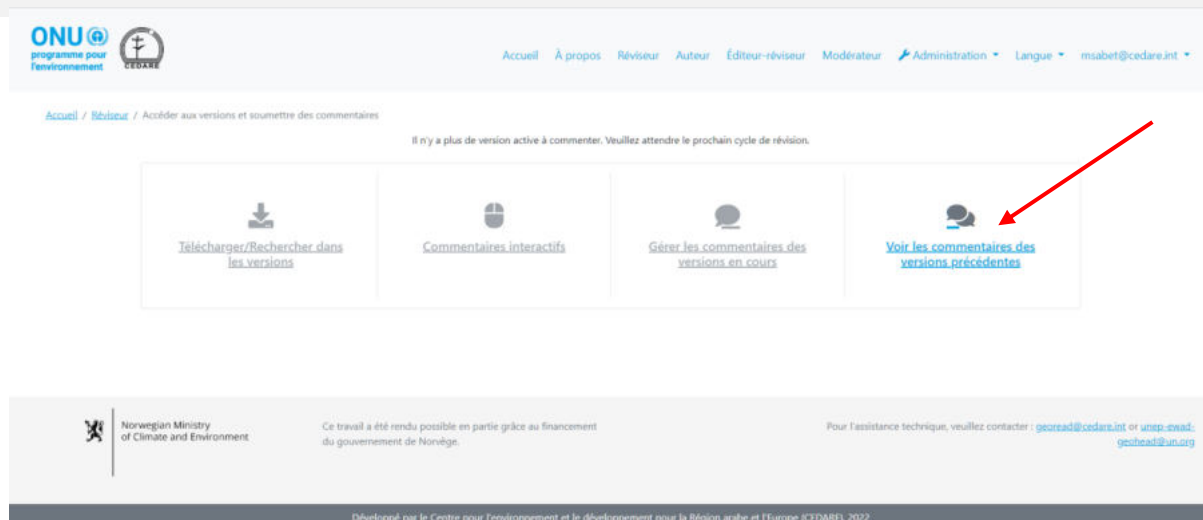 ONU
programme pour
l'environnement
CEDARE
Accueil À propos Réviseur Auteur Éditeur-réviseur Modérateur Administration Langue msabet@cedare.int
Accueil / Réviseur / Accéder aux versions et soumettre des commentaires
Il n'y a plus de version active à commenter. Veuillez attendre le prochain cycle de révision.
Télécharger/Rechercher dans
les versions
Commentaires interactifs
Gérer les commentaires des
versions en cours
Voir les commentaires des
versions précédentes
Norwegian Ministry
of Climate and Environment
Ce travail a été rendu possible en partie grâce au financement
du gouvernement de Norvège.
Pour l'assistance technique, veuillez contacter : georead@cedare.int or unep-ewad-
geohead@un.org
Développé par le Centre pour l'environnement et le développement pour la Région arabe et l'Europe (CEDARE), 2022